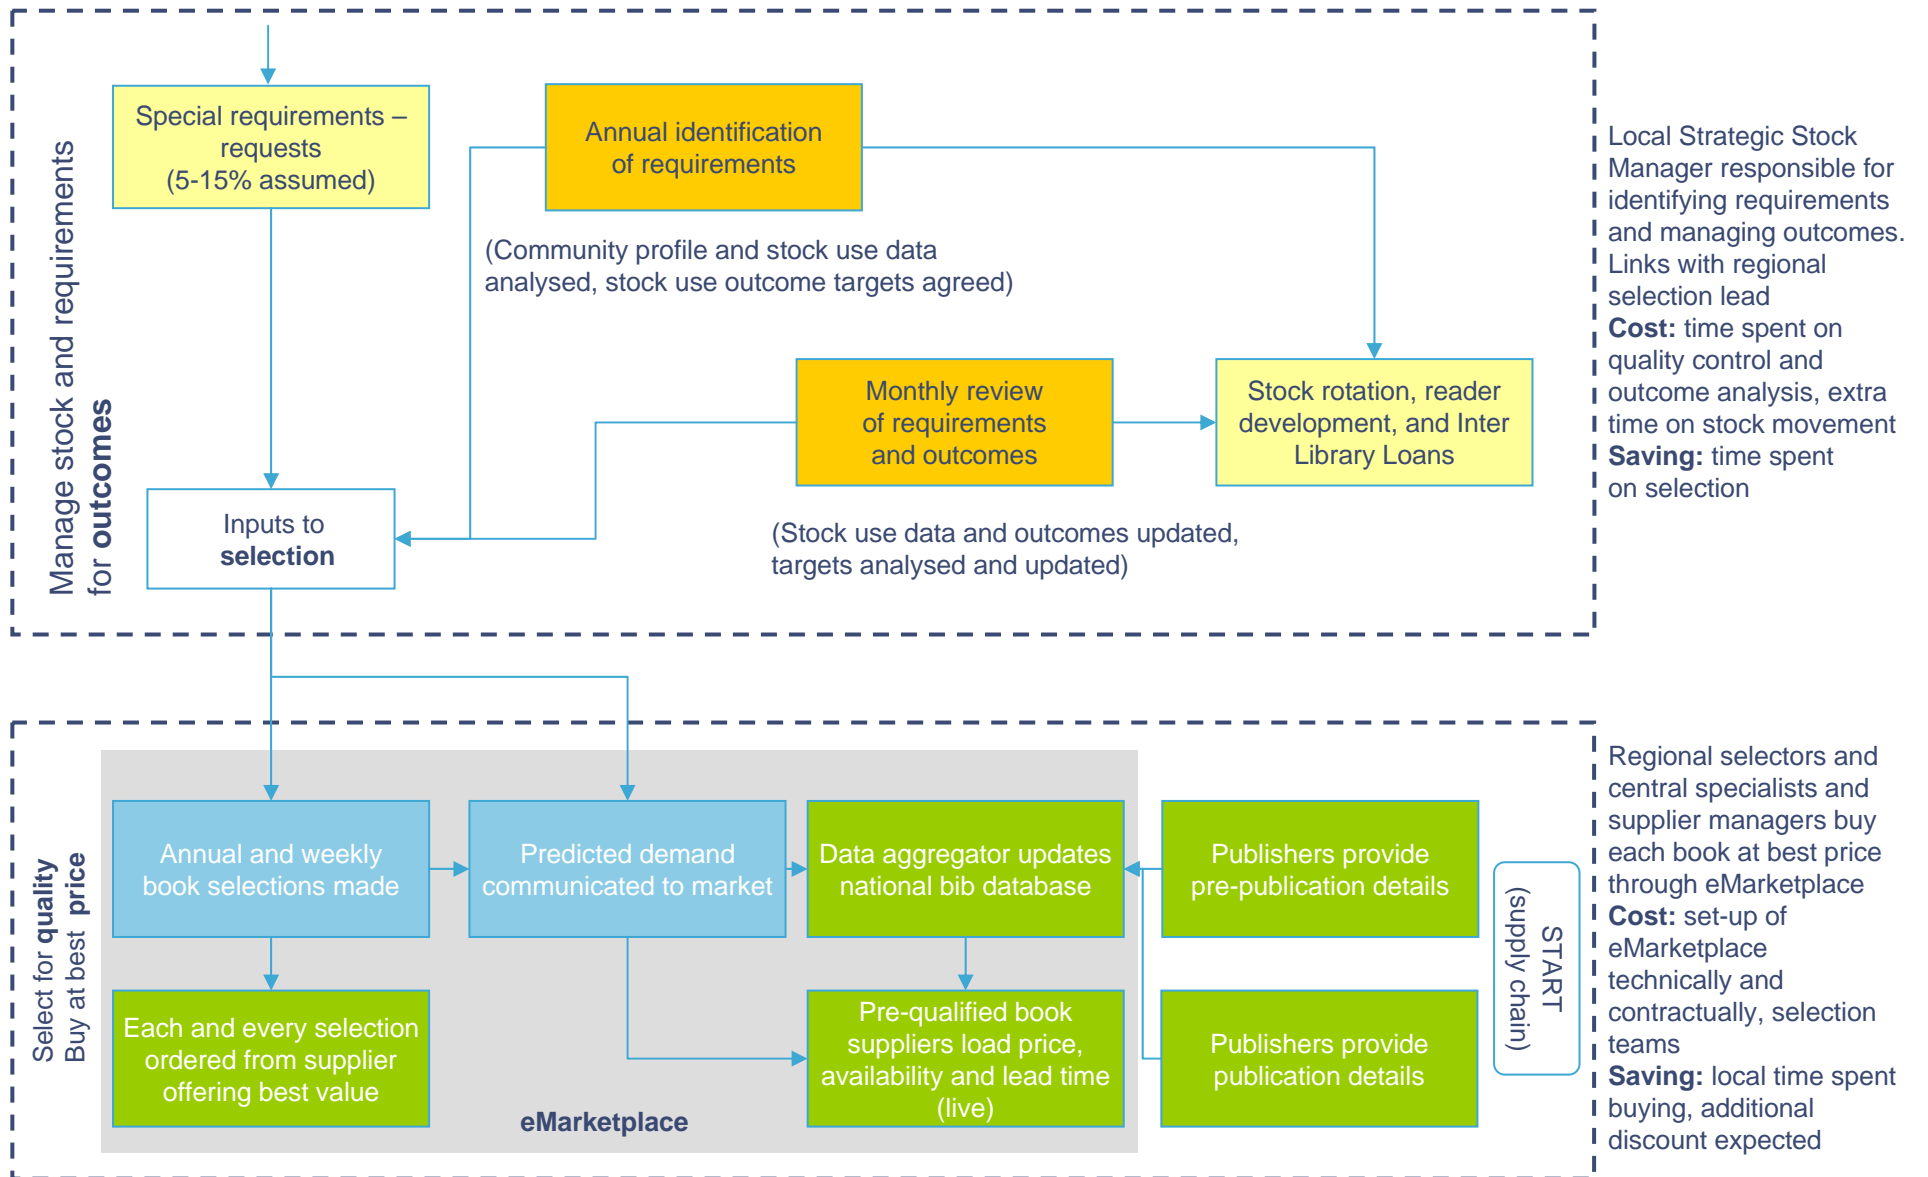 Manage stock and requirements
for outcomes
Special requirements –
requests
(5-15% assumed)
Annual identification
of requirements
(Community profile and stock use data
analysed, stock use outcome targets agreed)
Monthly review
of requirements
and outcomes
Stock rotation, reader
development, and Inter
Library Loans
Inputs to
selection
(Stock use data and outcomes updated,
targets analysed and updated)
Local Strategic Stock
Manager responsible for
identifying requirements
and managing outcomes.
Links with regional
selection lead
Cost: time spent on
quality control and
outcome analysis, extra
time on stock movement
Saving: time spent
on selection
Select for quality
Buy at best price
Annual and weekly
book selections made
Predicted demand
communicated to market
Data aggregator updates
national bib database
Publishers provide
pre-publication details
Each and every selection
ordered from supplier
offering best value
Pre-qualified book
suppliers load price,
availability and lead time
(live)
Publishers provide
publication details
eMarketplace
START
(supply chain)
Regional selectors and
central specialists and
supplier managers buy
each book at best price
through eMarketplace
Cost: set-up of
eMarketplace
technically and
contractually, selection
teams
Saving: local time spent
buying, additional
discount expected